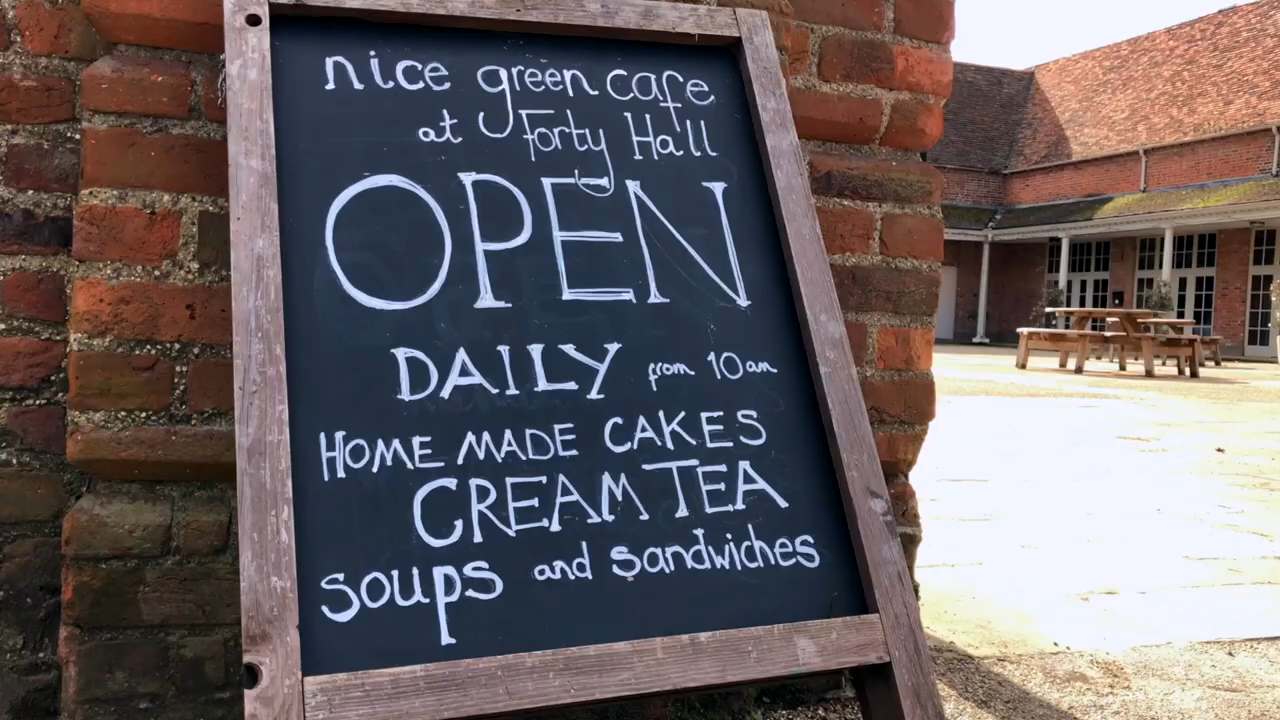 nice green cafe
at Forty Hall
OPEN
DAILY from 10am
HOME MADE CAKES
CREAM TEA
soups and sandwiches